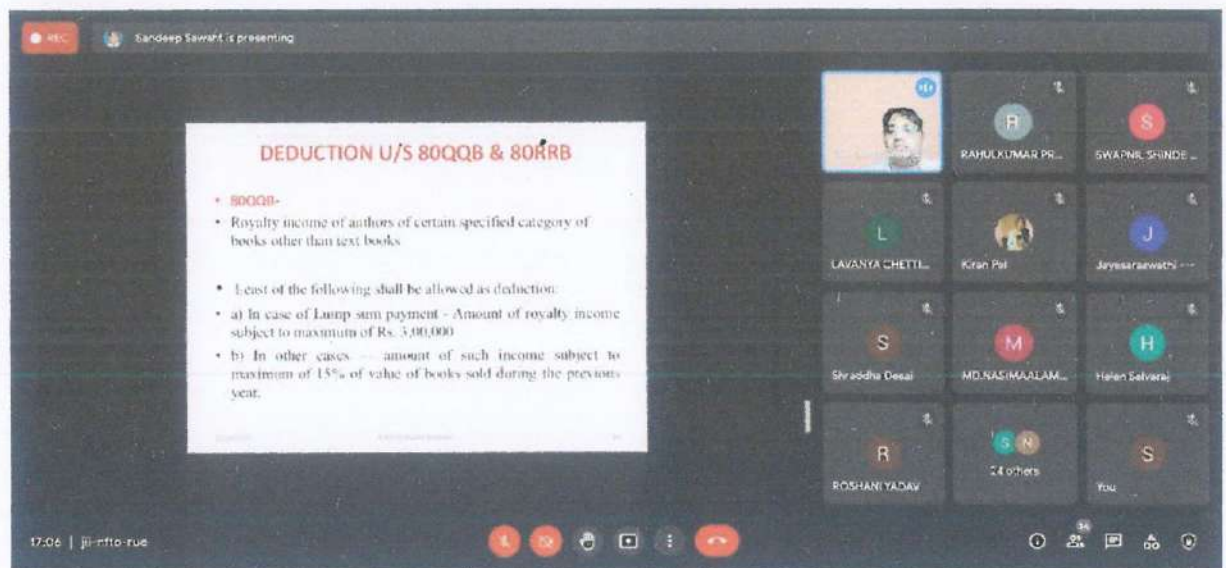 REC
Sandeep Sawant is presenting
DEDUCTION U/S 80QQB & 80RRB
• 80QQB-
• Royalty income of authors of certain specified category of
books other than text books
• Least of the following shall be allowed as deduction:
• a) In case of Lump sum payment - Amount of royalty income
subject to maximum of Rs. 3,00,000
• b) In other cases — amount of such income subject to
maximum of 15% of value of books sold during the previous
year.
R
RAHULKUMAR PR...
S
SWAPNIL SHINDE ...
L
LAVANYA CHETTI...
Kiran Pal
J
Jayasaraswathi ---
S
Shraddha Desai
M
MD.NASIMAALAM...
H
Helen Selvaraj
R
ROSHANI YADAV
S N
24 others
S
You
17:06 | jii-nfto-rue
34